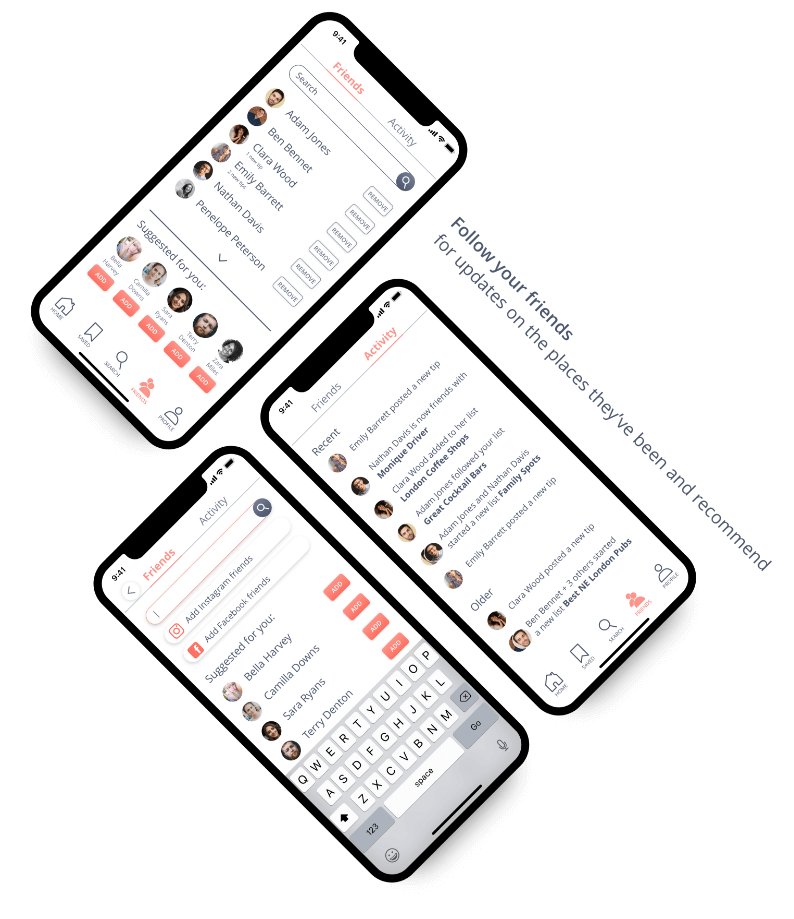 9:41
Friends
Activity
Search
Adam Jones
Ben Bennet
Clara Wood
1 new tip
Emily Barrett
2 new tips
Nathan Davis
Penelope Peterson
REMOVE
REMOVE
REMOVE
REMOVE
REMOVE
REMOVE
Suggested for you:
Bella Harvey
Camilla Downs
Sara Ryans
Terry Denton
Zara Miles
ADD
ADD
ADD
ADD
ADD
HOME
SAVED
SEARCH
FRIENDS
PROFILE
Follow your friends
for updates on the places they've been and recommend
9:41
Friends
Activity
Recent
Emily Barrett posted a new tip
Nathan Davis is now friends with
Monique Driver
Clara Wood added to her list
London Coffee Shops
Adam Jones followed your list
Great Cocktail Bars
Adam Jones and Nathan Davis
started a new list Family Spots
Emily Barrett posted a new tip
Older
Clara Wood posted a new tip
Ben Bennet + 3 others started
a new list Best NE London Pubs
HOME
SAVED
SEARCH
FRIENDS
PROFILE
9:41
Friends
Activity
Add Instagram friends
Add Facebook friends
Suggested for you:
Bella Harvey
ADD
Camilla Downs
ADD
Sara Ryans
ADD
Terry Denton
ADD
Q W E R T Y U I O P
A S D F G H J K L
Z X C V B N M
123
space
Go